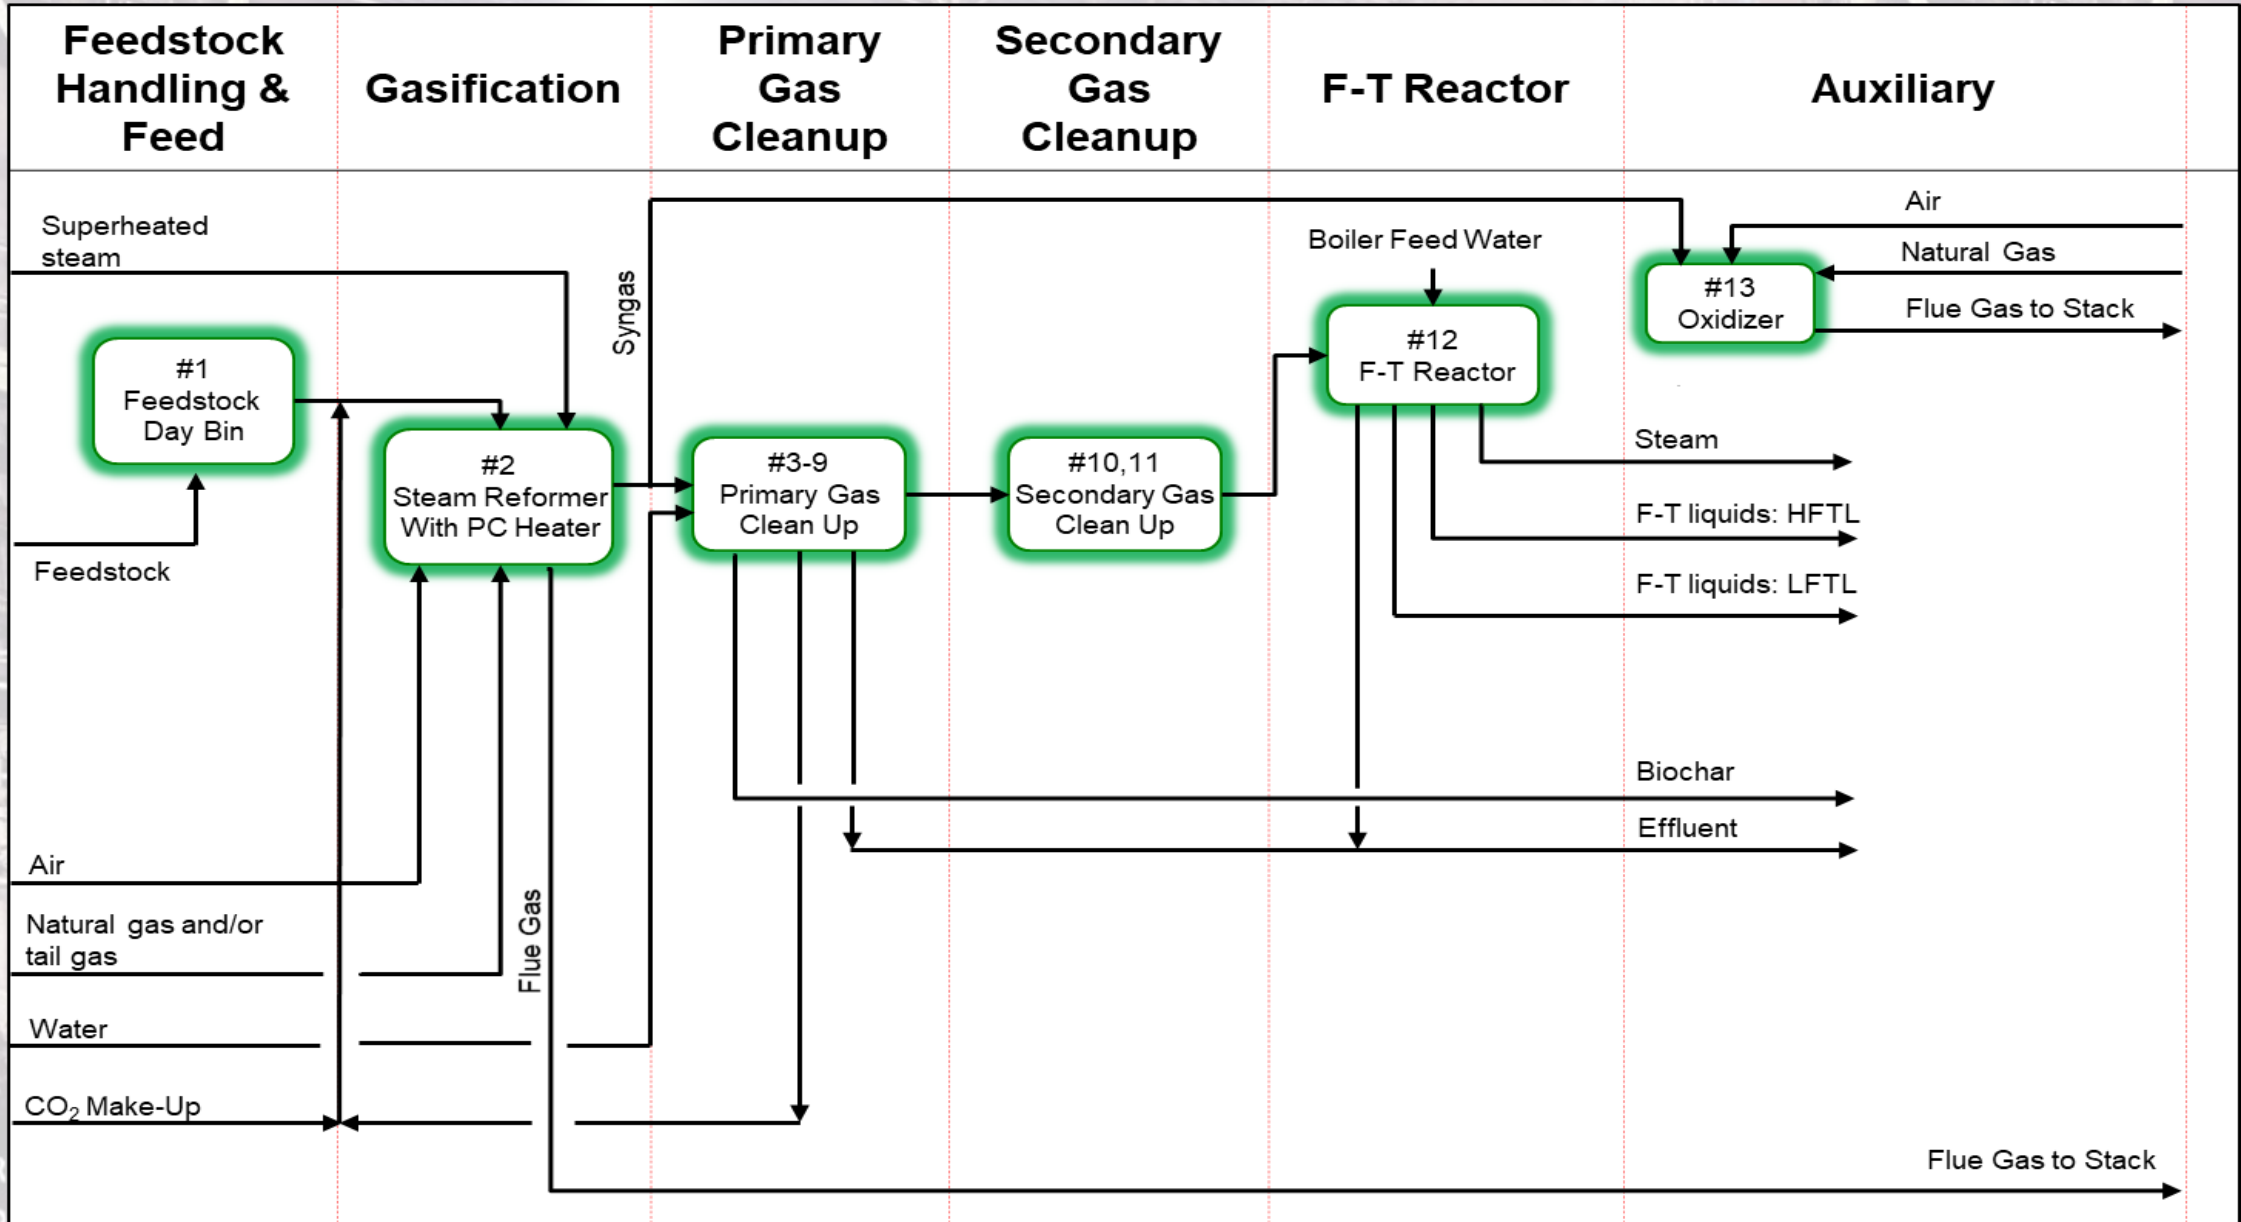 Feedstock
Handling &
Feed
Gasification
Primary
Gas
Cleanup
Secondary
Gas
Cleanup
F-T Reactor
Auxiliary
Superheated
steam
Syngas
Boiler Feed Water
Air
Natural Gas
Flue Gas to Stack
#13
Oxidizer
#1
Feedstock
Day Bin
#12
F-T Reactor
#2
Steam Reformer
With PC Heater
#3-9
Primary Gas
Clean Up
#10,11
Secondary Gas
Clean Up
Steam
F-T liquids: HFTL
F-T liquids: LFTL
Feedstock
Biochar
Effluent
Air
Natural gas and/or
tail gas
Flue Gas
Water
CO₂ Make-Up
Flue Gas to Stack